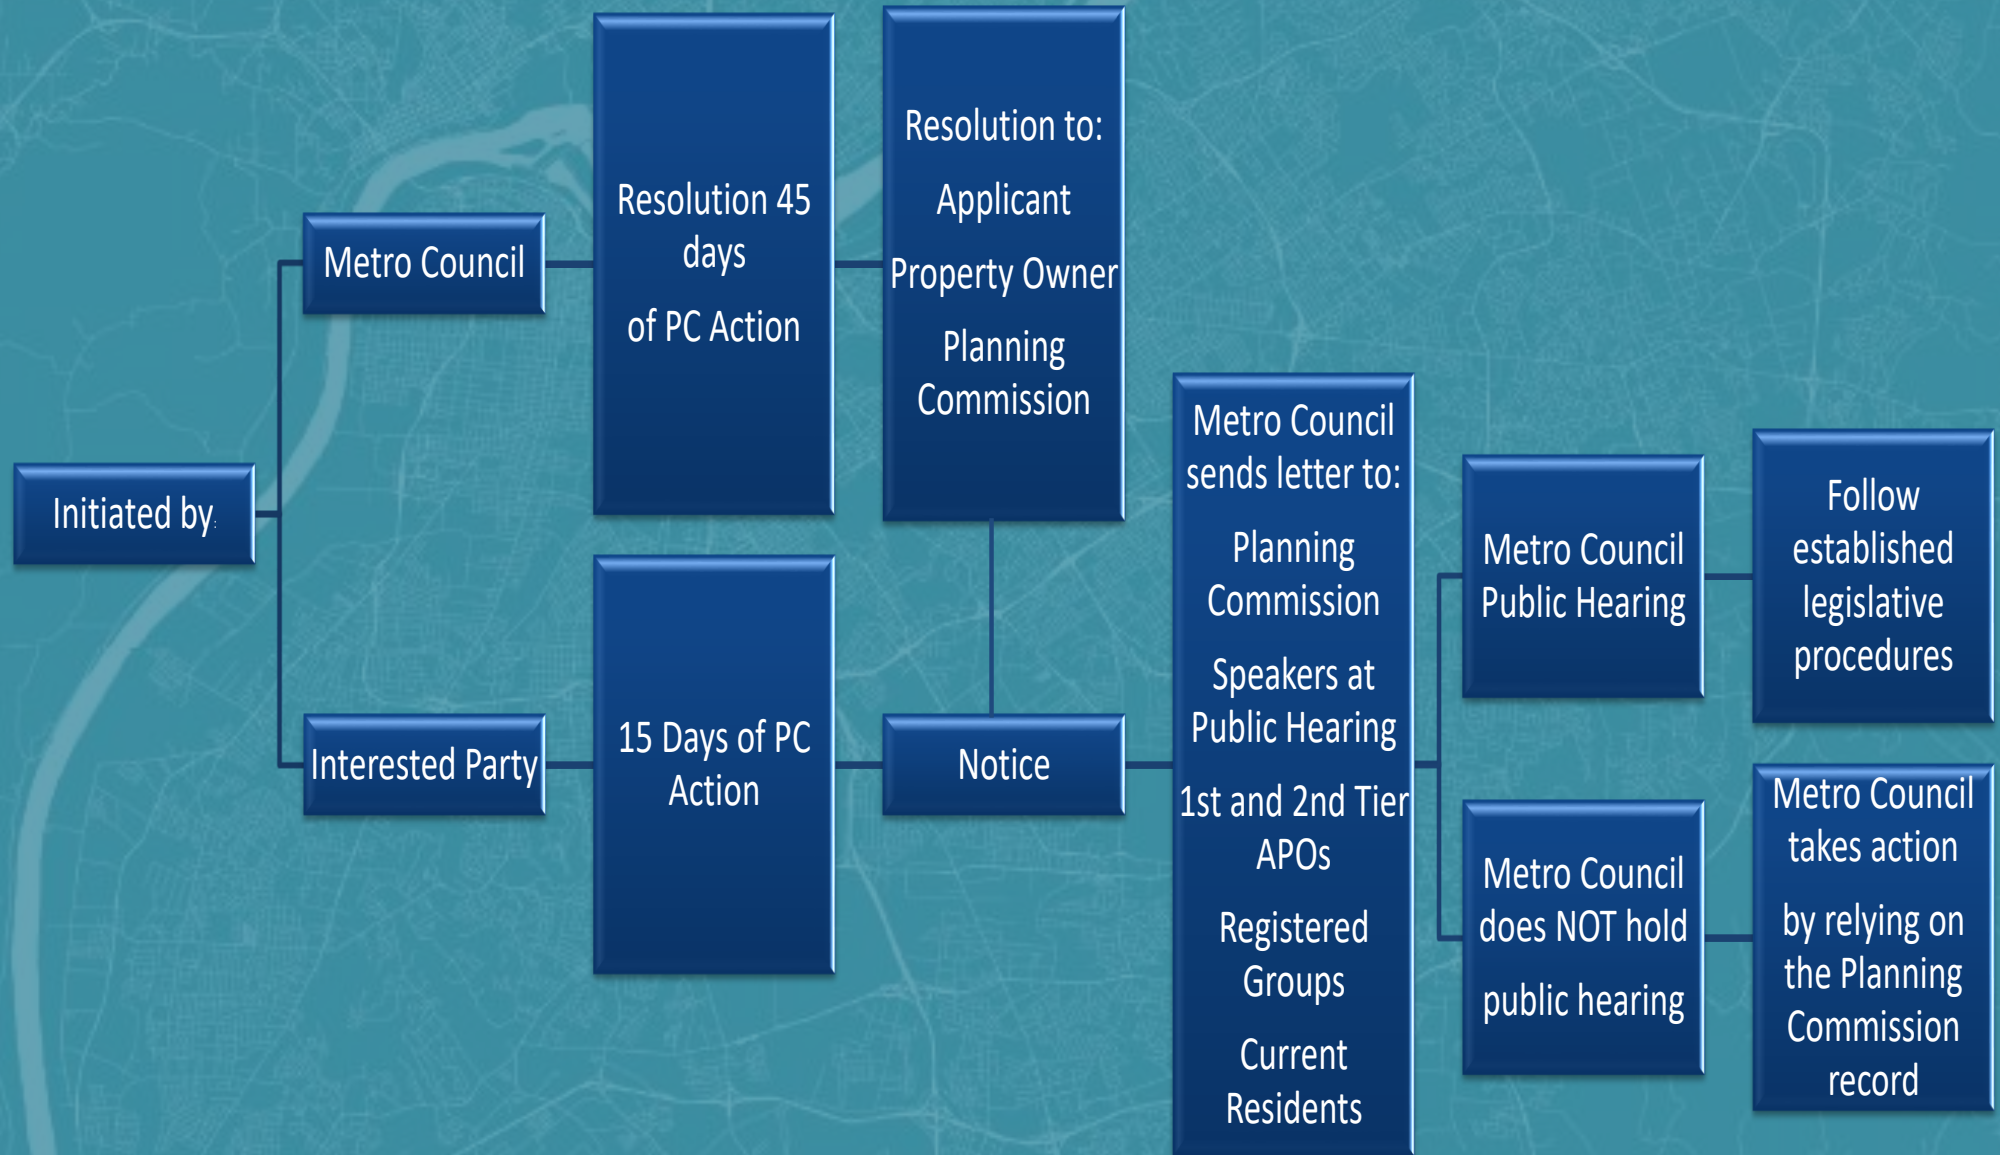 Initiated by:
Metro Council
Resolution 45
days
of PC Action
Resolution to:
Applicant
Property Owner
Planning
Commission
Interested Party
15 Days of PC
Action
Notice
Metro Council
sends letter to:
Planning
Commission
Speakers at
Public Hearing
1st and 2nd Tier
APOs
Registered
Groups
Current
Residents
Metro Council
Public Hearing
Follow
established
legislative
procedures
Metro Council
does NOT hold
public hearing
Metro Council
takes action
by relying on
the Planning
Commission
record